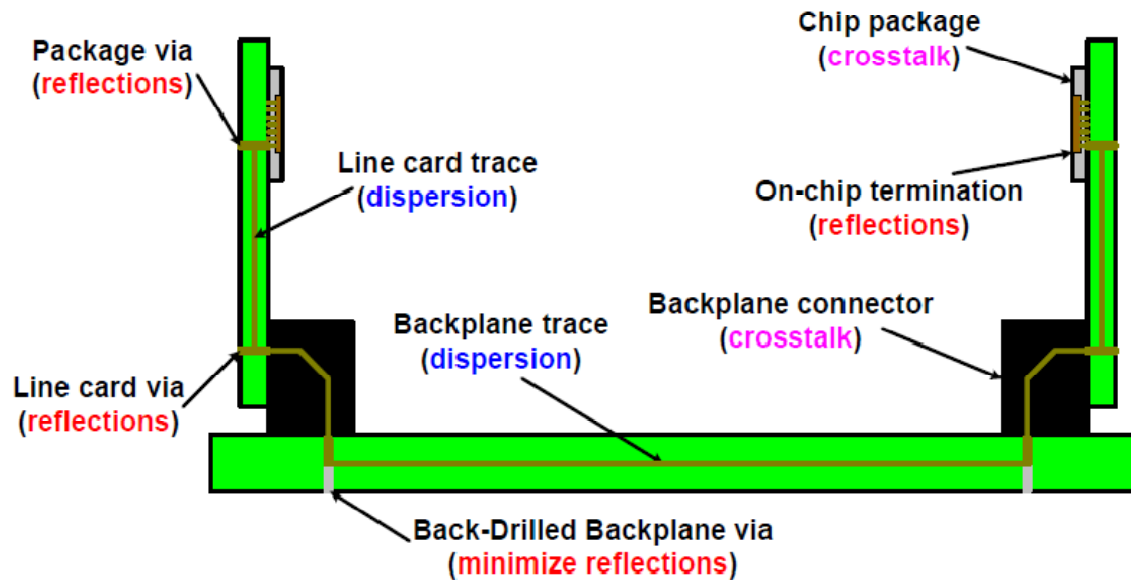 Chip package
(crosstalk)
Package via
(reflections)
Line card trace
(dispersion)
On-chip termination
(reflections)
Backplane connector
(crosstalk)
Backplane trace
(dispersion)
Line card via
(reflections)
Back-Drilled Backplane via
(minimize reflections)